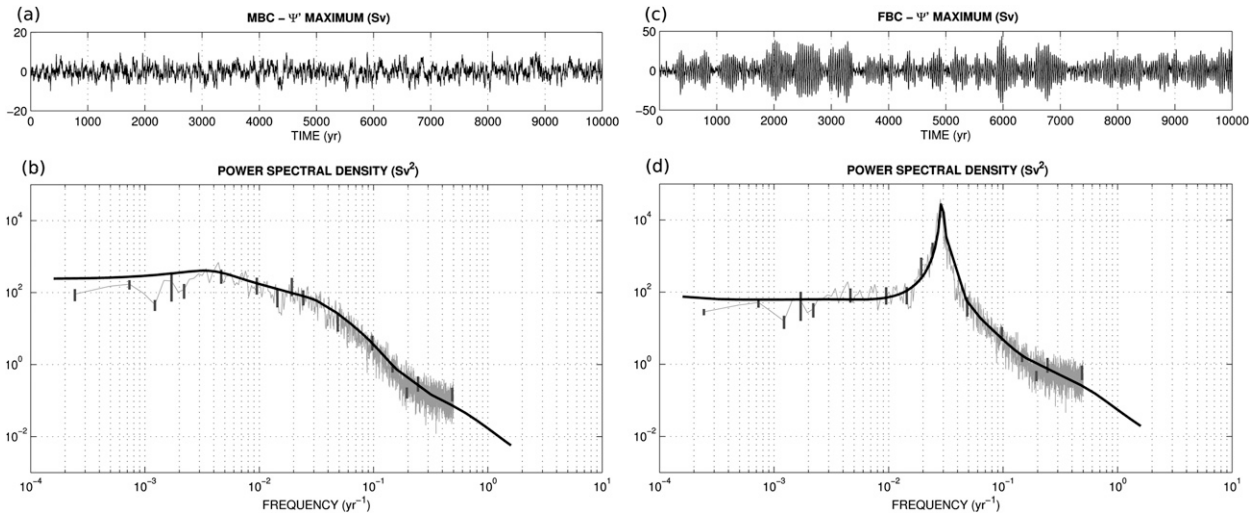 (a)
MBC − Ψ' MAXIMUM (Sv)
20
0
−20
0 1000 2000 3000 4000 5000 6000 7000 8000 9000 10000
TIME (yr)
(b)
POWER SPECTRAL DENSITY (Sv²)
10⁴
10²
10⁰
10⁻²
10⁻⁴ 10⁻³ 10⁻² 10⁻¹ 10⁰ 10¹
FREQUENCY (yr⁻¹)
(c)
FBC − Ψ' MAXIMUM (Sv)
50
0
−50
0 1000 2000 3000 4000 5000 6000 7000 8000 9000 10000
TIME (yr)
(d)
POWER SPECTRAL DENSITY (Sv²)
10⁴
10²
10⁰
10⁻²
10⁻⁴ 10⁻³ 10⁻² 10⁻¹ 10⁰ 10¹
FREQUENCY (yr⁻¹)